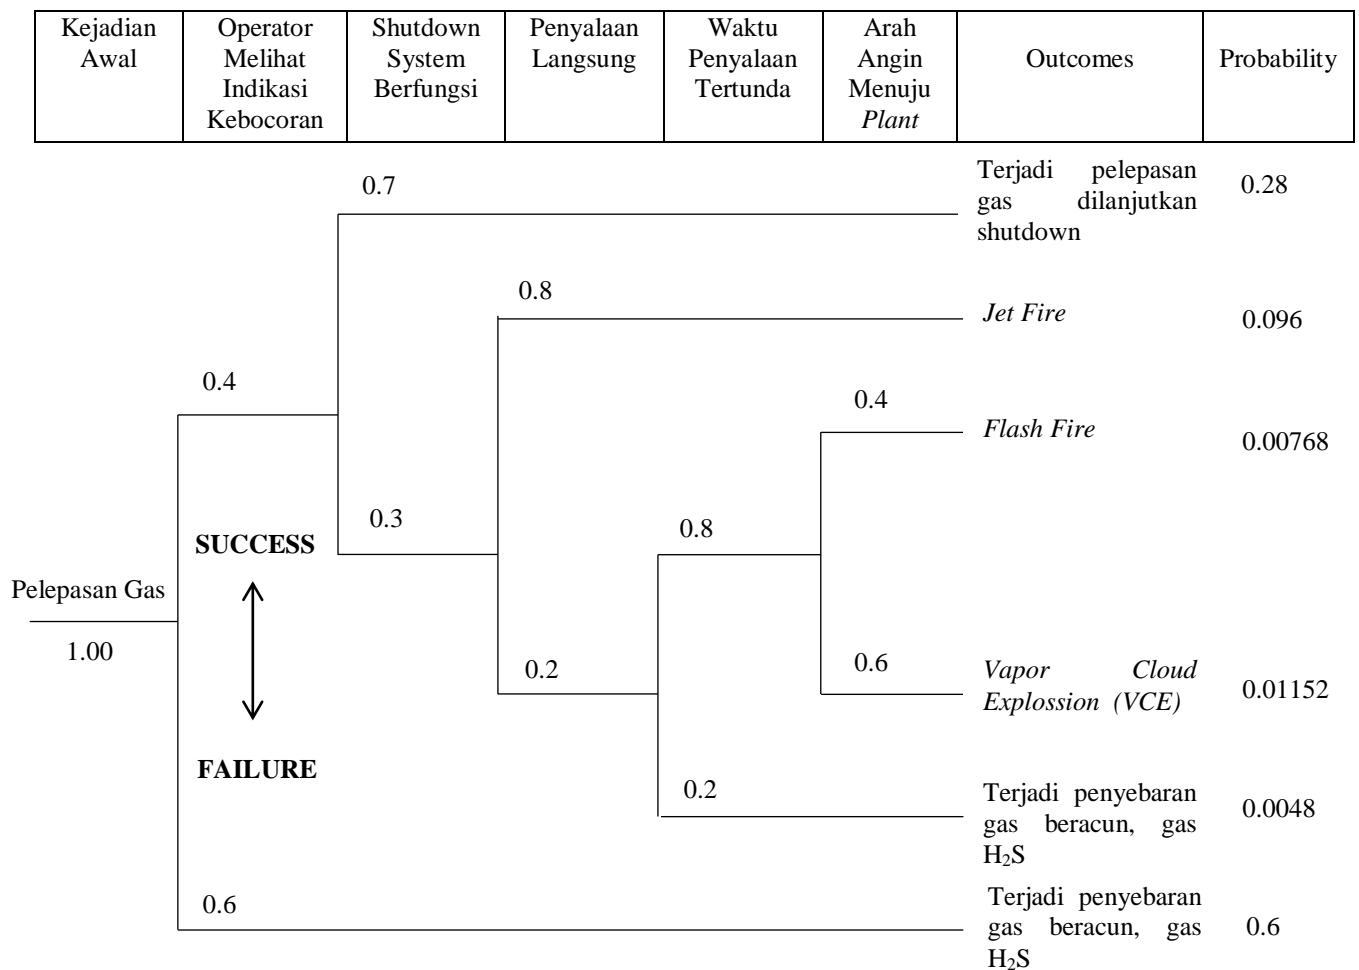 Kejadian
Awal
Operator
Melihat
Indikasi
Kebocoran
Shutdown
System
Berfungsi
Penyalaan
Langsung
Waktu
Penyalaan
Tertunda
Arah
Angin
Menuju
Plant
Outcomes
Probability
0.7
Terjadi pelepasan
gas dilanjutkan
shutdown
0.28
0.8
Jet Fire
0.096
0.4
0.4
Flash Fire
0.00768
0.3
0.8
SUCCESS
Pelepasan Gas
1.00
0.2
0.6
Vapor Cloud
Explossion (VCE)
0.01152
FAILURE
0.2
Terjadi penyebaran
gas beracun, gas
H₂S
0.0048
0.6
Terjadi penyebaran
gas beracun, gas
H₂S
0.6